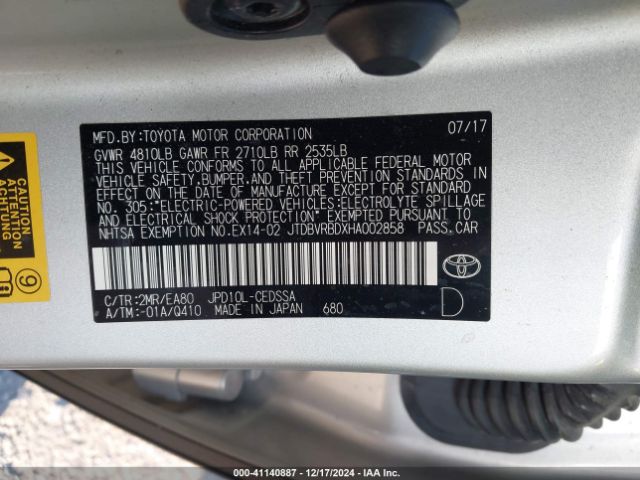 MFD.BY:TOYOTA MOTOR CORPORATION 07/17
GVWR 4810LB GAWR FR 2710LB RR 2535LB
THIS VEHICLE CONFORMS TO ALL APPLICABLE FEDERAL MOTOR
VEHICLE SAFETY,BUMPER,AND THEFT PREVENTION STANDARDS
IN EFFECT ON THE DATE OF MANUFACTURE SHOWN ABOVE.
NO. 305:"ELECTRIC-POWERED VEHICLES:ELECTROLYTE SPILLAGE
AND ELECTRICAL SHOCK PROTECTION" EXEMPTED PURSUANT TO
NHTSA EXEMPTION NO.EX14-02 JTDBVRBDXHA002858 PASS.CAR
C/TR:2MR/EA80 JPD10L-CEDSSA
A/TM:-01A/Q410 MADE IN JAPAN 680
TOYOTA
D
CAUTION
ACHTUNG
9
000-41140887 - 12/17/2024 - IAA Inc.